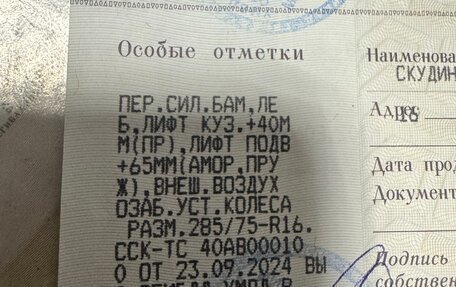 Особые отметки
ПЕР.СИЛ.БАМ,ЛЕ
Б,ЛИФТ КУЗ.+40М
М(ПР),ЛИФТ ПОДВ
+65ММ(АМОР,ПРУ
Ж),ВНЕШ.ВОЗДУХ
ОЗАБ.УСТ.КОЛЕСА
РАЗМ.285/75-R16.
ССК-ТС 40АВ00010
0 ОТ 23.09.2024 ВЫ
Наименова
СКУДИН
Адрес
Дата прод
Документ
Подпись
собствен